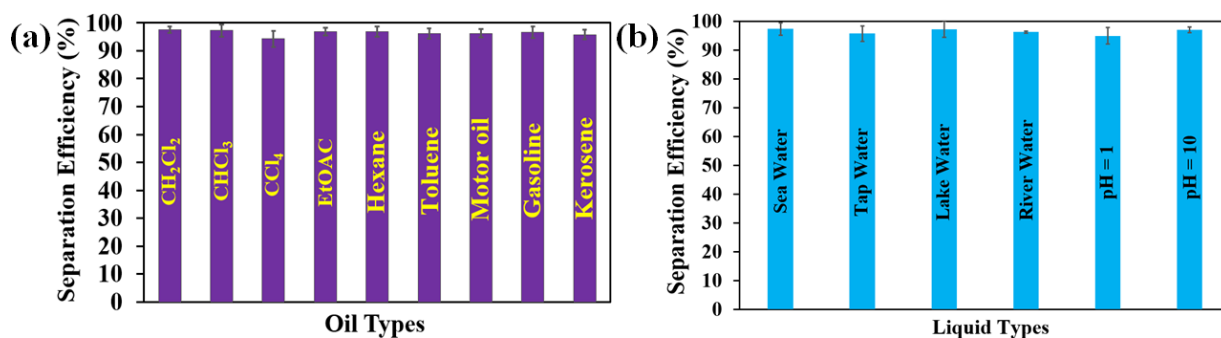 (a)
Separation Efficiency (%)
100
90
80
70
60
50
40
30
20
10
0
CH₂Cl₂
CHCl₃
CCl₄
EtOAC
Hexane
Toluene
Motor oil
Gasoline
Kerosene
Oil Types
(b)
Separation Efficiency (%)
100
90
80
70
60
50
40
30
20
10
0
Sea Water
Tap Water
Lake Water
River Water
pH = 1
pH = 10
Liquid Types